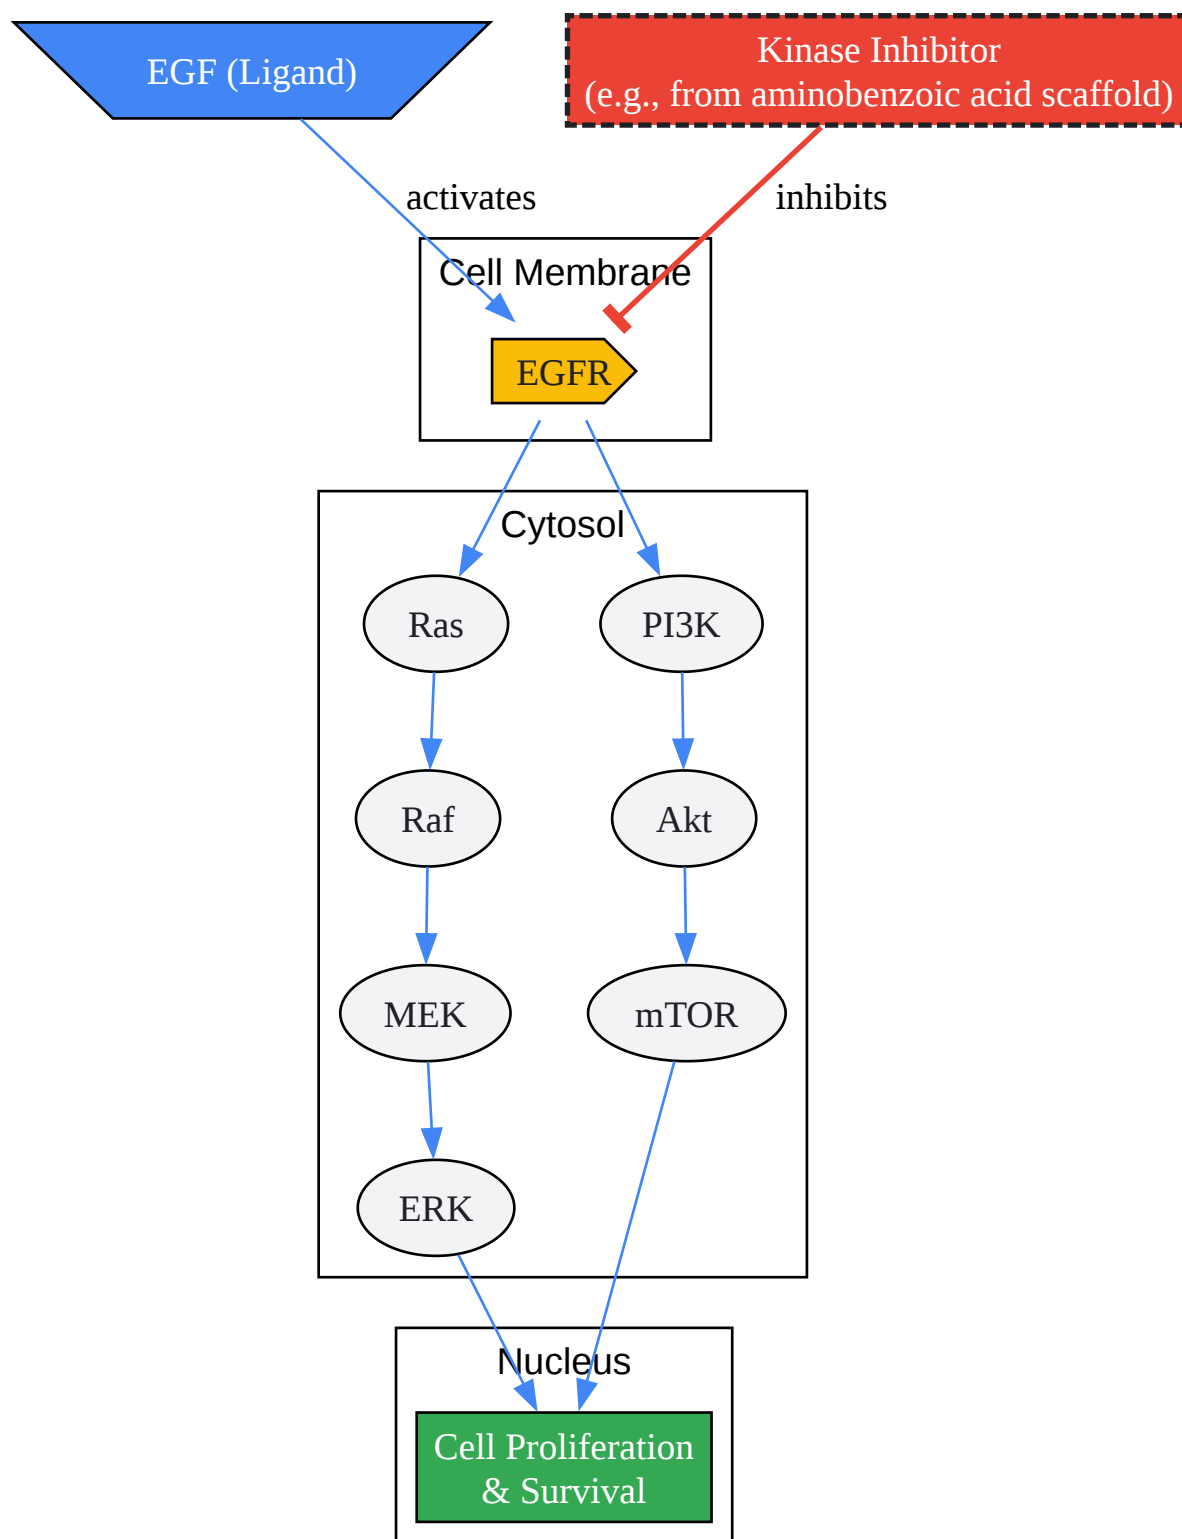 EGF (Ligand)
Kinase Inhibitor
(e.g., from aminobenzoic acid scaffold)
activates
inhibits
Cell Membrane
EGFR
Cytosol
Ras
PI3K
Raf
Akt
MEK
mTOR
ERK
Nucleus
Cell Proliferation
& Survival